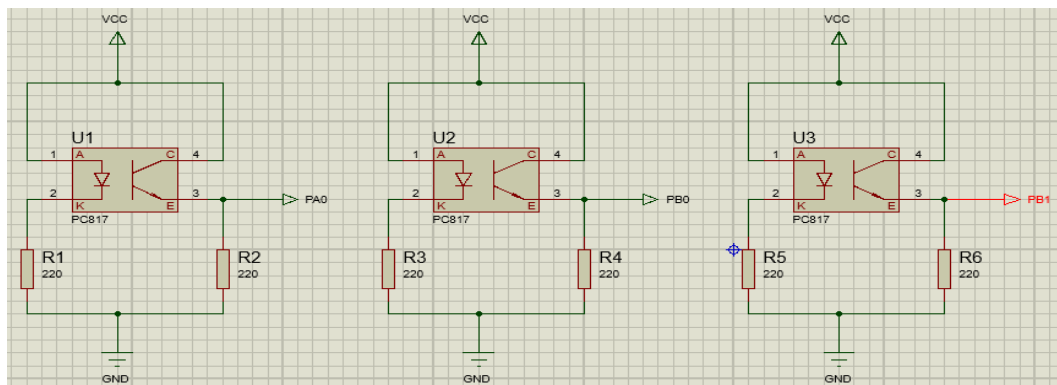 VCC
U1
1
A
C
4
2
K
E
3
PC817
PA0
R1
220
R2
220
GND
VCC
U2
1
A
C
4
2
K
E
3
PC817
PB0
R3
220
R4
220
GND
VCC
U3
1
A
C
4
2
K
E
3
PC817
PB1
R5
220
R6
220
GND